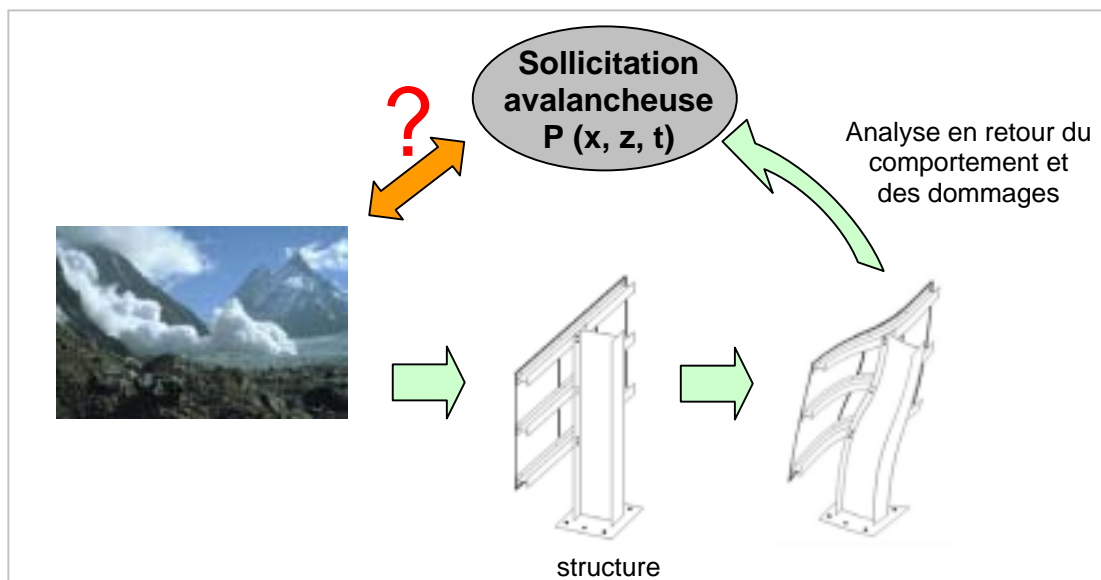 Sollicitation
avalancheuse
P (x, z, t)
?
Analyse en retour du
comportement et
des dommages
structure